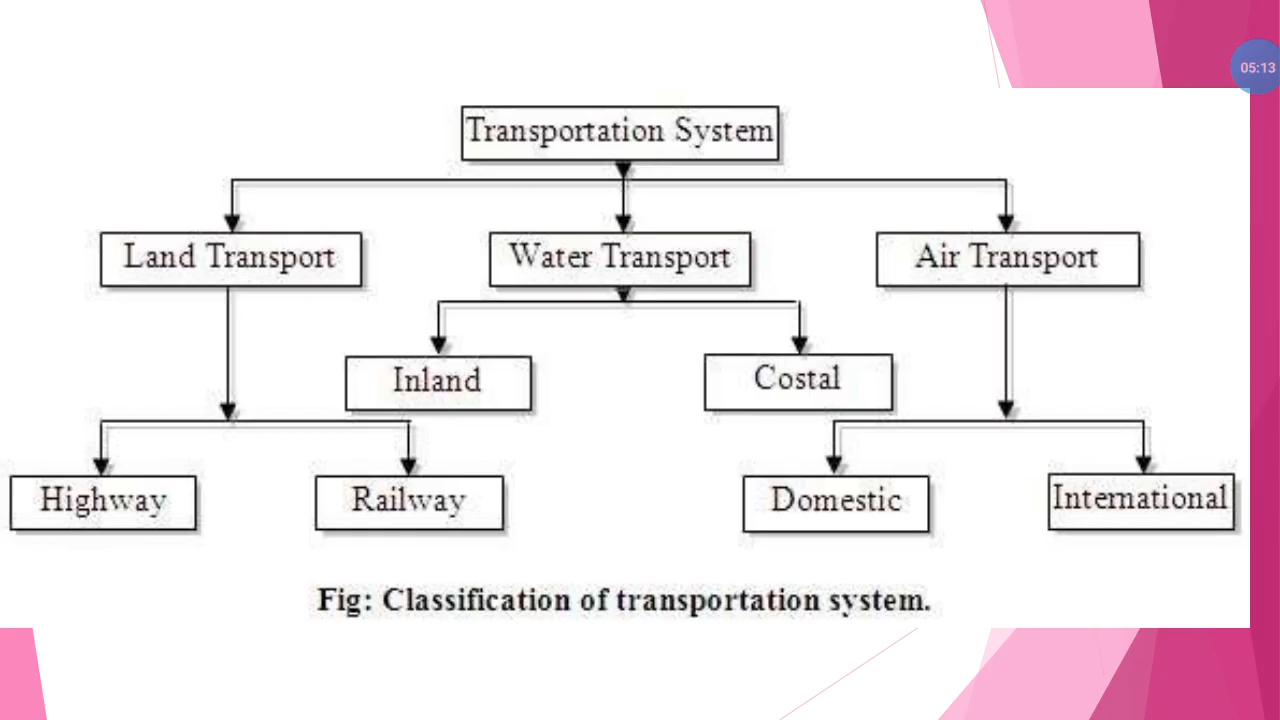 05:13
Transportation System
Land Transport
Water Transport
Air Transport
Inland
Costal
Highway
Railway
Domestic
International
Fig: Classification of transportation system.